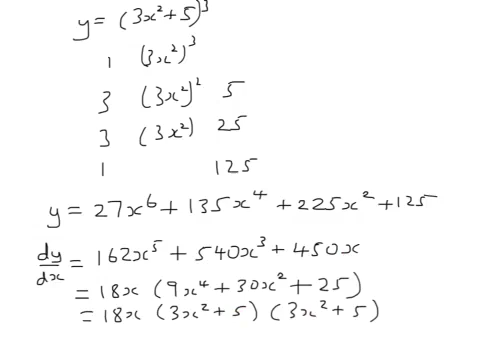 y = (3x²+5)³
1 (3x²)³
3 (3x²)² 5
3 (3x²) 25
1 125
y = 27x⁶ + 135x⁴ + 225x² + 125
dy/dx = 162x⁵ + 540x³ + 450x
= 18x (9x⁴ + 30x² + 25)
= 18x (3x² + 5) (3x² + 5)